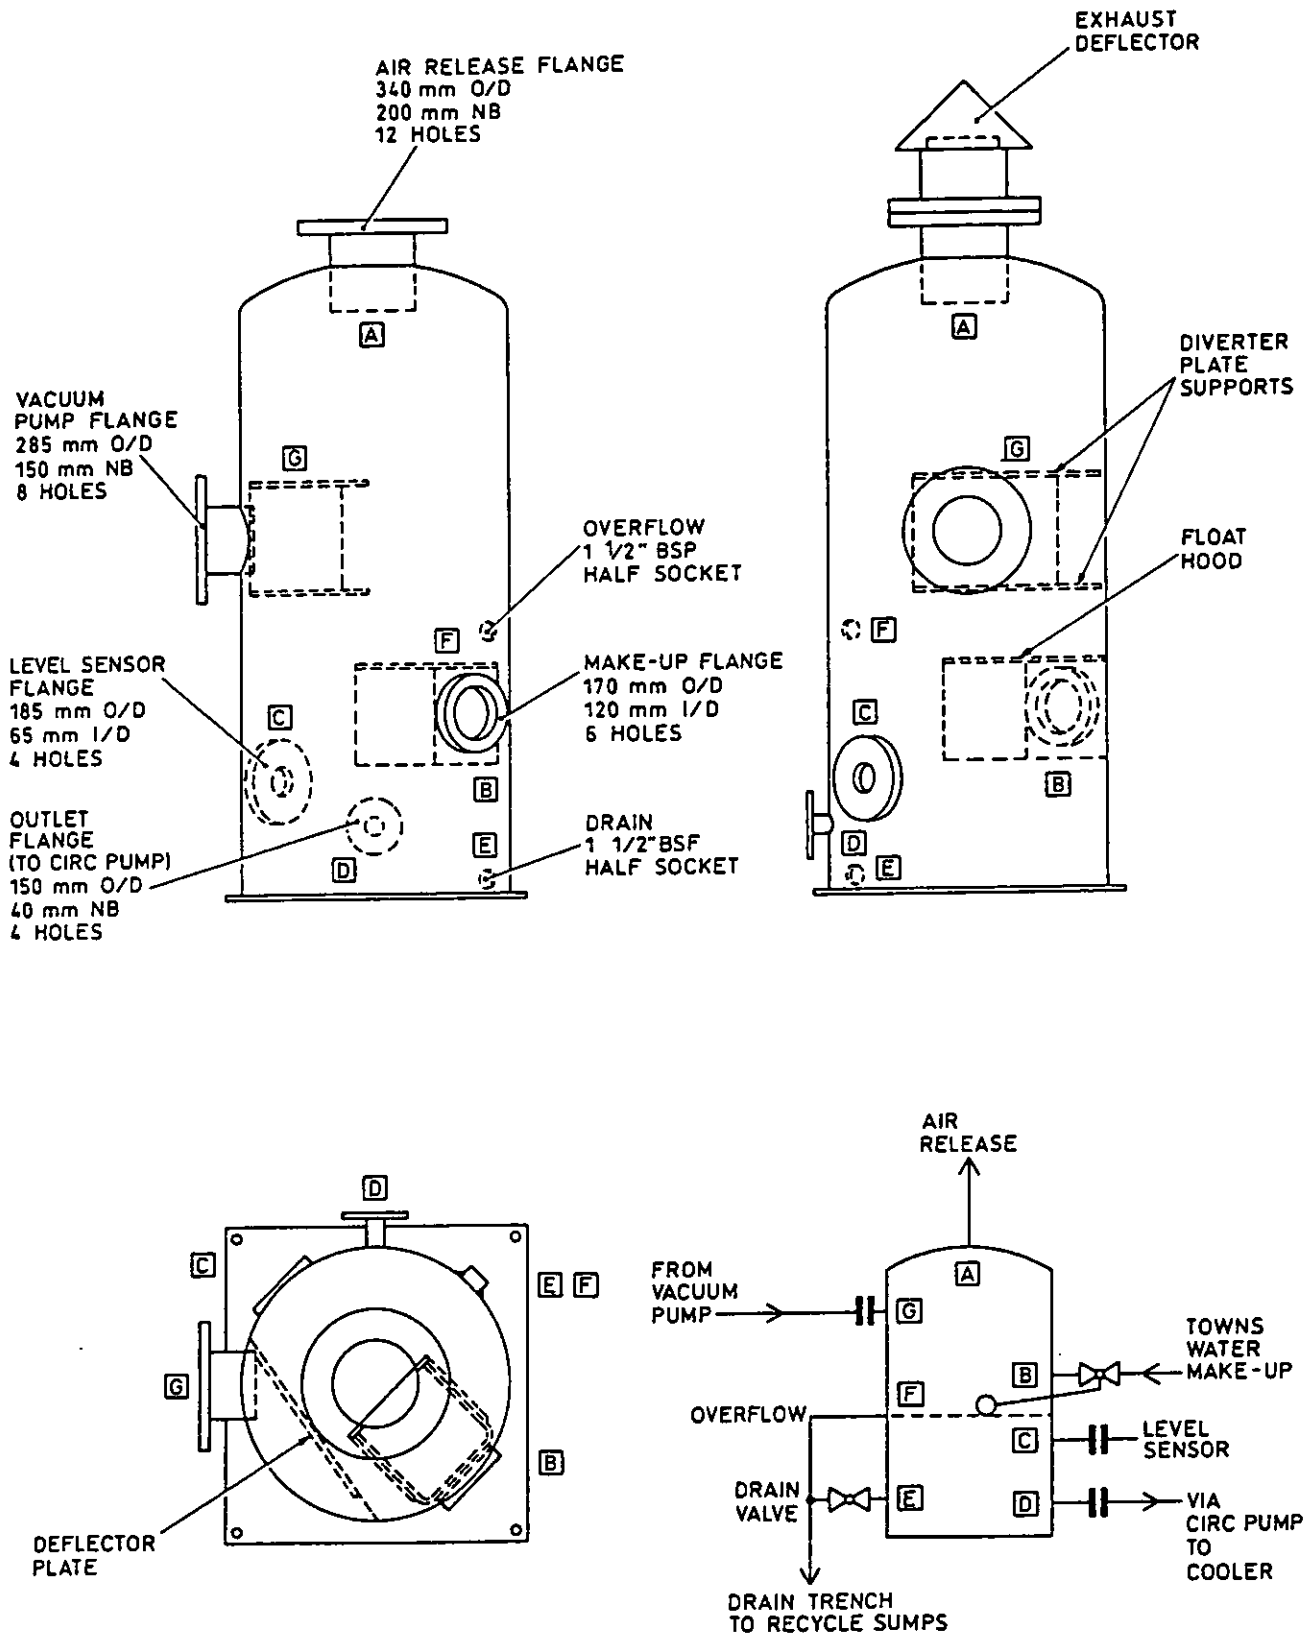 EXHAUST
DEFLECTOR
AIR RELEASE FLANGE
340 mm O/D
200 mm NB
12 HOLES
A
A
DIVERTER
PLATE
SUPPORTS
VACUUM
PUMP FLANGE
285 mm O/D
150 mm NB
8 HOLES
G
G
OVERFLOW
1 1/2" BSP
HALF SOCKET
FLOAT
HOOD
F
F
LEVEL SENSOR
FLANGE
185 mm O/D
65 mm I/D
4 HOLES
C
MAKE-UP FLANGE
170 mm O/D
120 mm I/D
6 HOLES
C
B
B
OUTLET
FLANGE
(TO CIRC PUMP)
150 mm O/D
40 mm NB
4 HOLES
D
E
DRAIN
1 1/2" BSF
HALF SOCKET
D
E
D
C
E F
G
B
DEFLECTOR
PLATE
AIR
RELEASE
A
FROM
VACUUM
PUMP
G
TOWNS
WATER
MAKE-UP
B
F
OVERFLOW
C
LEVEL
SENSOR
DRAIN
VALVE
E
D
VIA
CIRC PUMP
TO
COOLER
DRAIN TRENCH
TO RECYCLE SUMPS